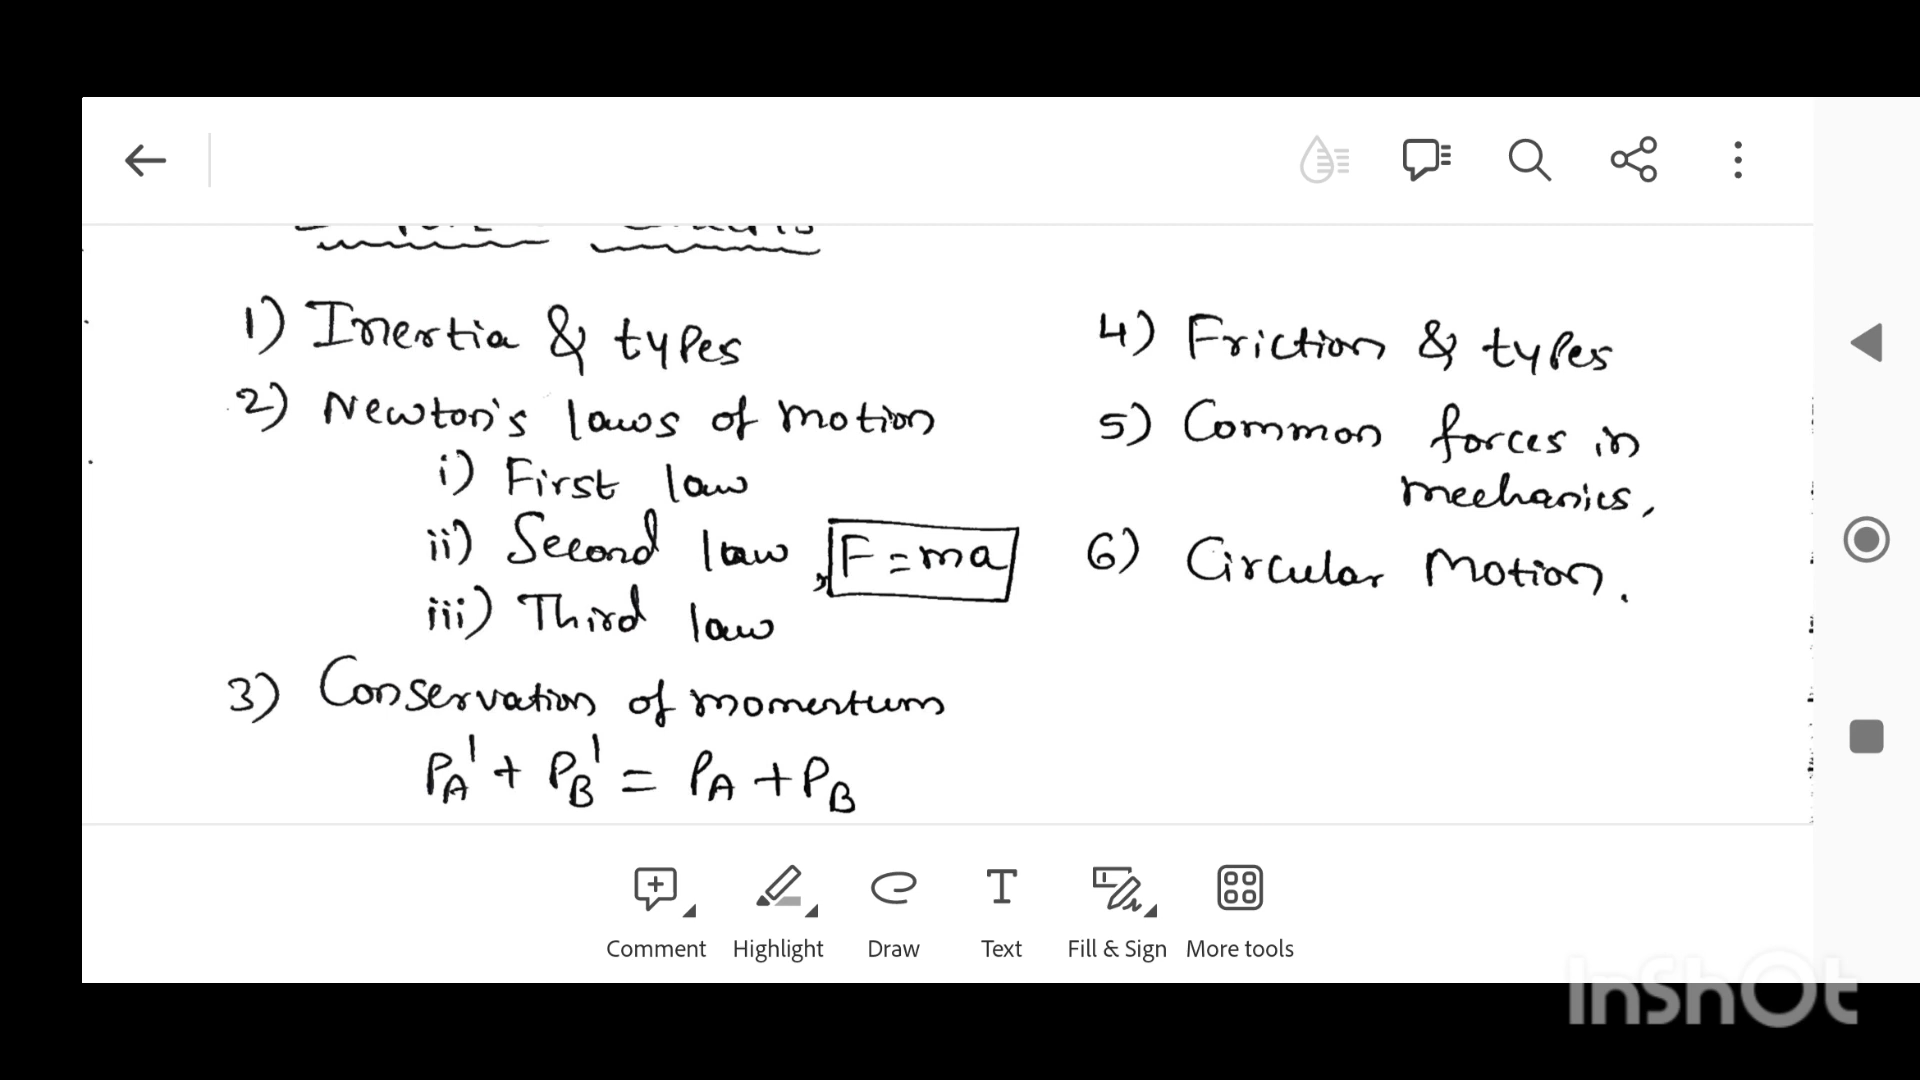 1) Inertia & types
2) Newton's laws of motion
i) First law
ii) Second law, F = ma
iii) Third law
3) Conservation of momentum
PA' + PB' = PA + PB
4) Friction & types
5) Common forces in
mechanics,
6) Circular Motion.
Comment Highlight Draw Text Fill & Sign More tools
InShOt